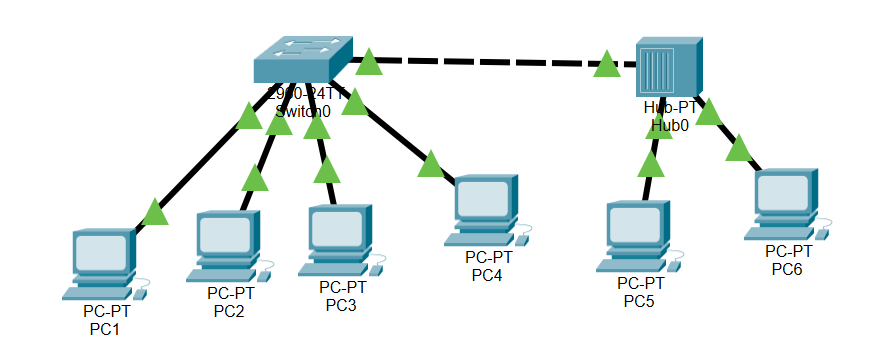 2960-24TT
Switch0
Hub-PT
Hub0
PC-PT
PC1
PC-PT
PC2
PC-PT
PC3
PC-PT
PC4
PC-PT
PC5
PC-PT
PC6